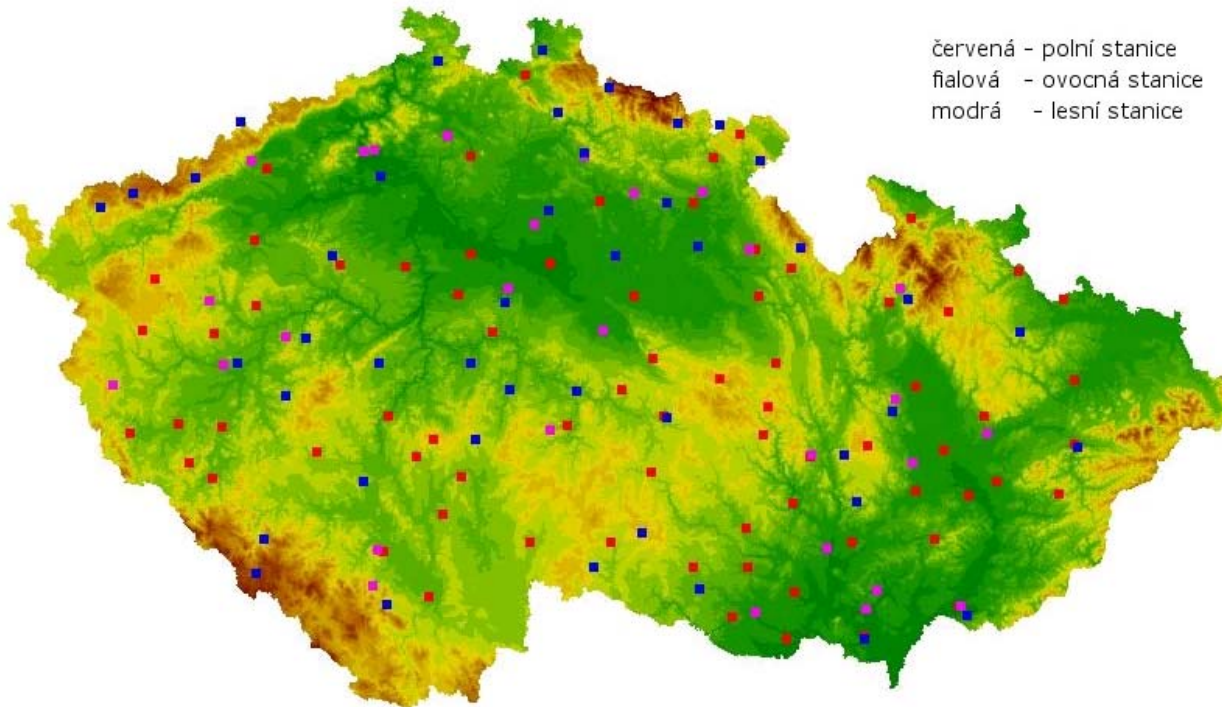 červená - polní stanice
fialová - ovocná stanice
modrá - lesní stanice